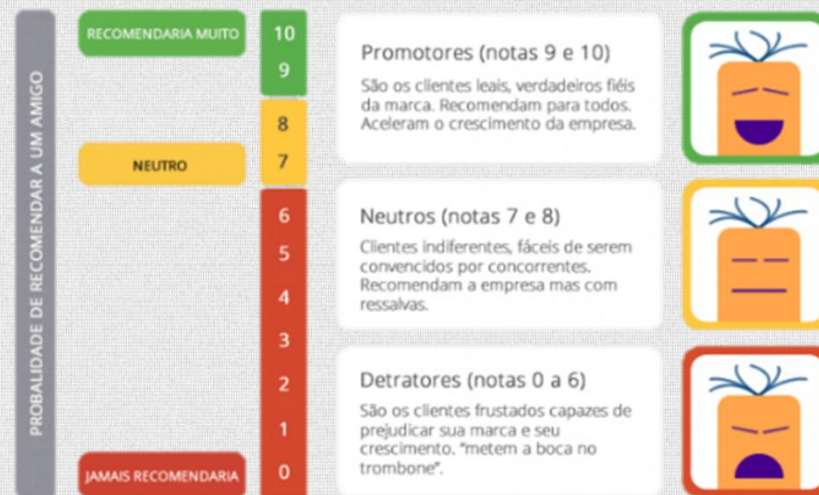 PROBALIDADE DE RECOMENDAR A UM AMIGO
RECOMENDARIA MUITO
NEUTRO
JAMAIS RECOMENDARIA
10
9
8
7
6
5
4
3
2
1
0
Promotores (notas 9 e 10)
São os clientes leais, verdadeiros fiéis
da marca. Recomendam para todos.
Aceleram o crescimento da empresa.
Neutros (notas 7 e 8)
Clientes indiferentes, fáceis de serem
convencidos por concorrentes.
Recomendam a empresa mas com
ressalvas.
Detratores (notas 0 a 6)
São os clientes frustados capazes de
prejudicar sua marca e seu
crescimento. “metem a boca no
trombone”.